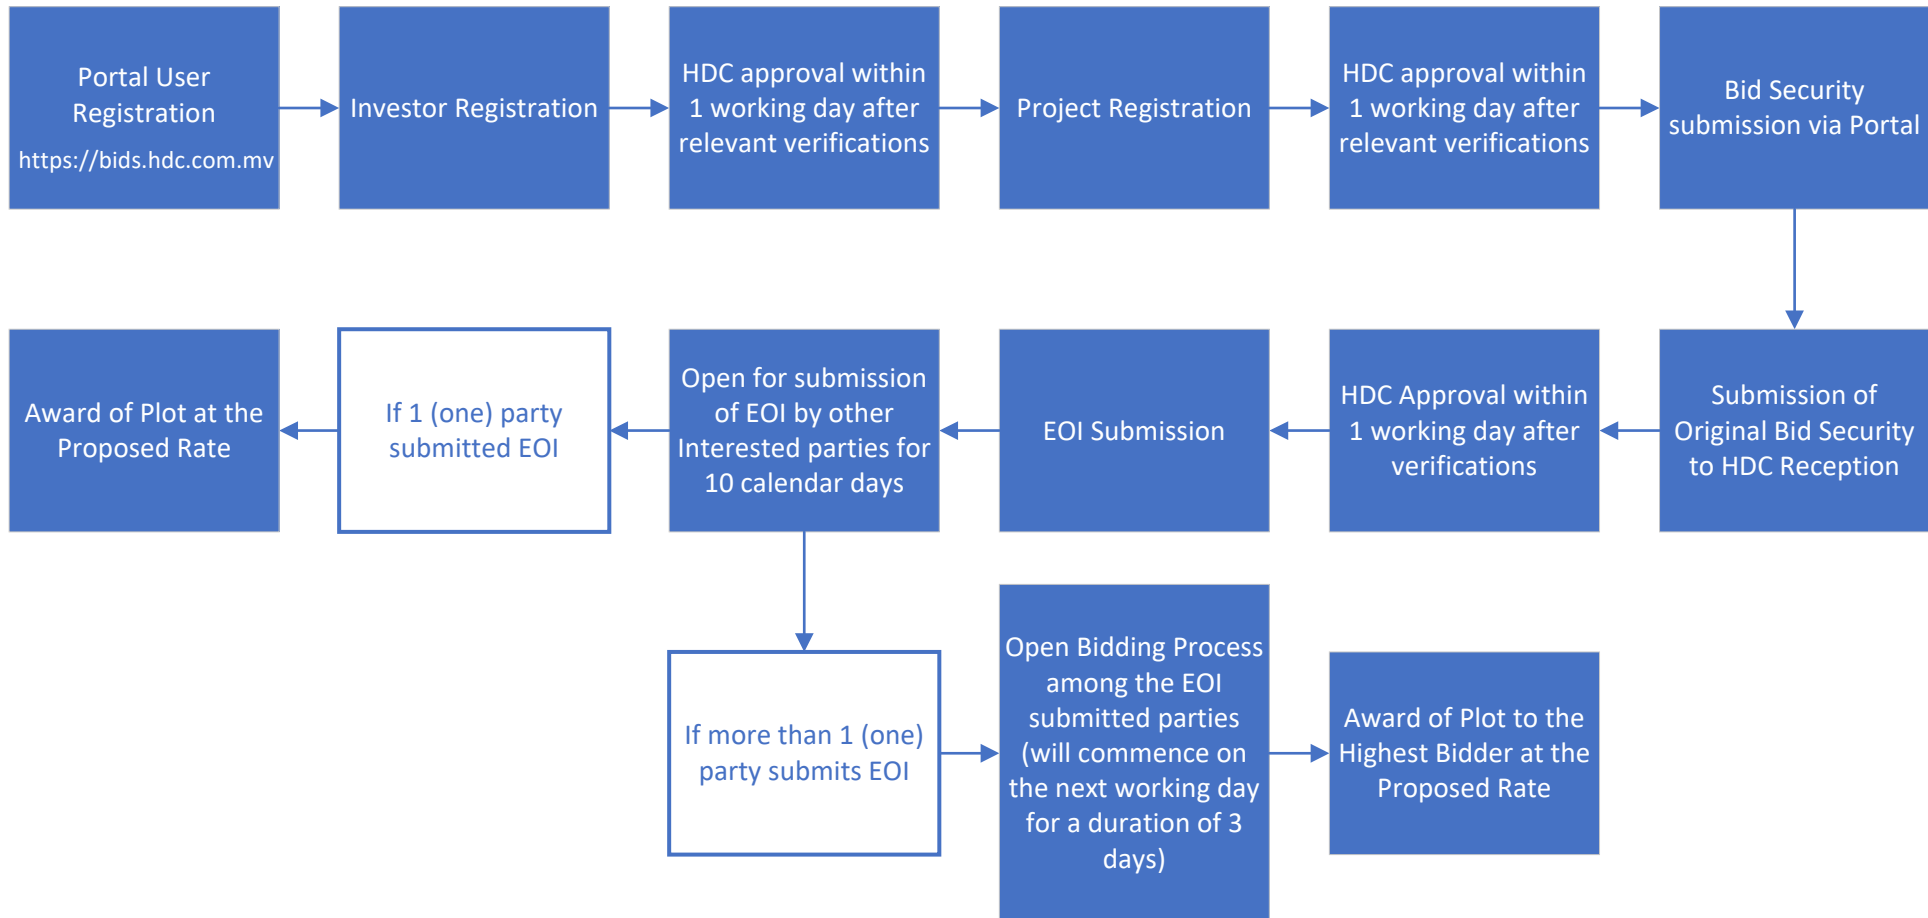 Portal User
Registration
https://bids.hdc.com.mv
Investor Registration
HDC approval within
1 working day after
relevant verifications
Project Registration
HDC approval within
1 working day after
relevant verifications
Bid Security
submission via Portal
Submission of
Original Bid Security
to HDC Reception
HDC Approval within
1 working day after
verifications
EOI Submission
Open for submission
of EOI by other
Interested parties for
10 calendar days
If 1 (one) party
submitted EOI
Award of Plot at the
Proposed Rate
If more than 1 (one)
party submits EOI
Open Bidding Process
among the EOI
submitted parties
(will commence on
the next working day
for a duration of 3
days)
Award of Plot to the
Highest Bidder at the
Proposed Rate